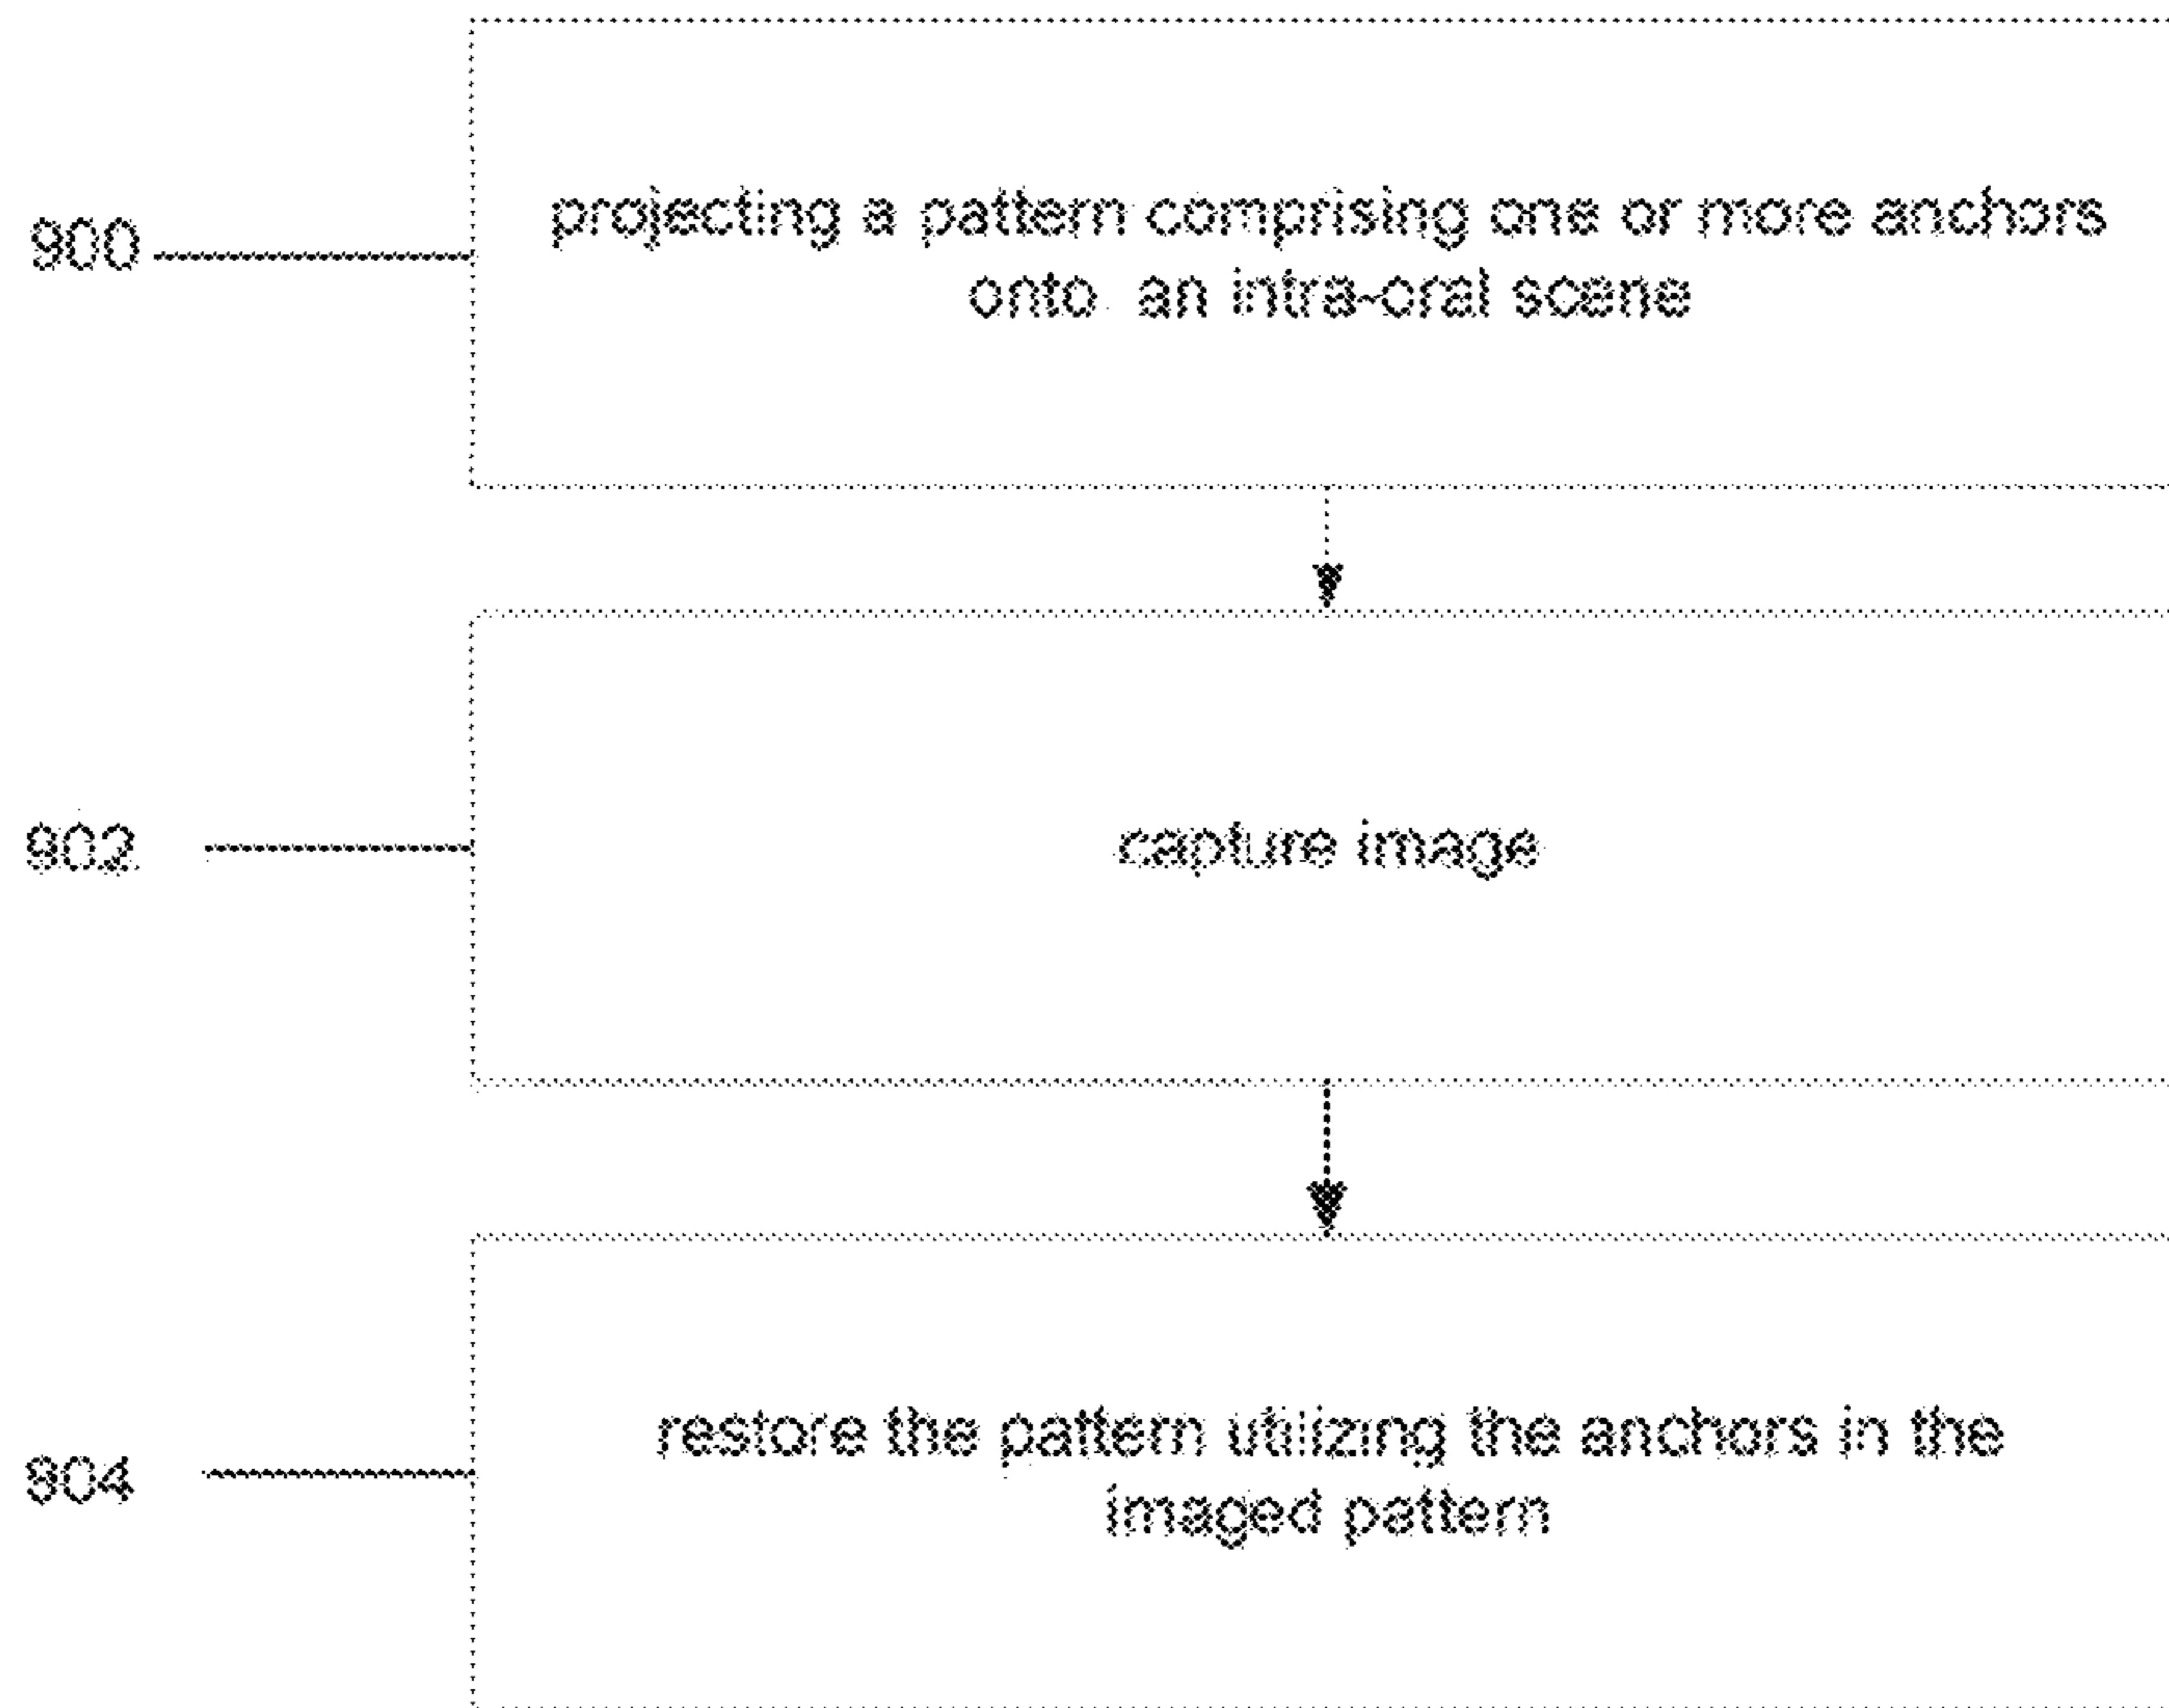 900
projecting a pattern comprising one or more anchors
onto an intra-oral scene
902
capture image
904
restore the pattern utilizing the anchors in the
imaged pattern